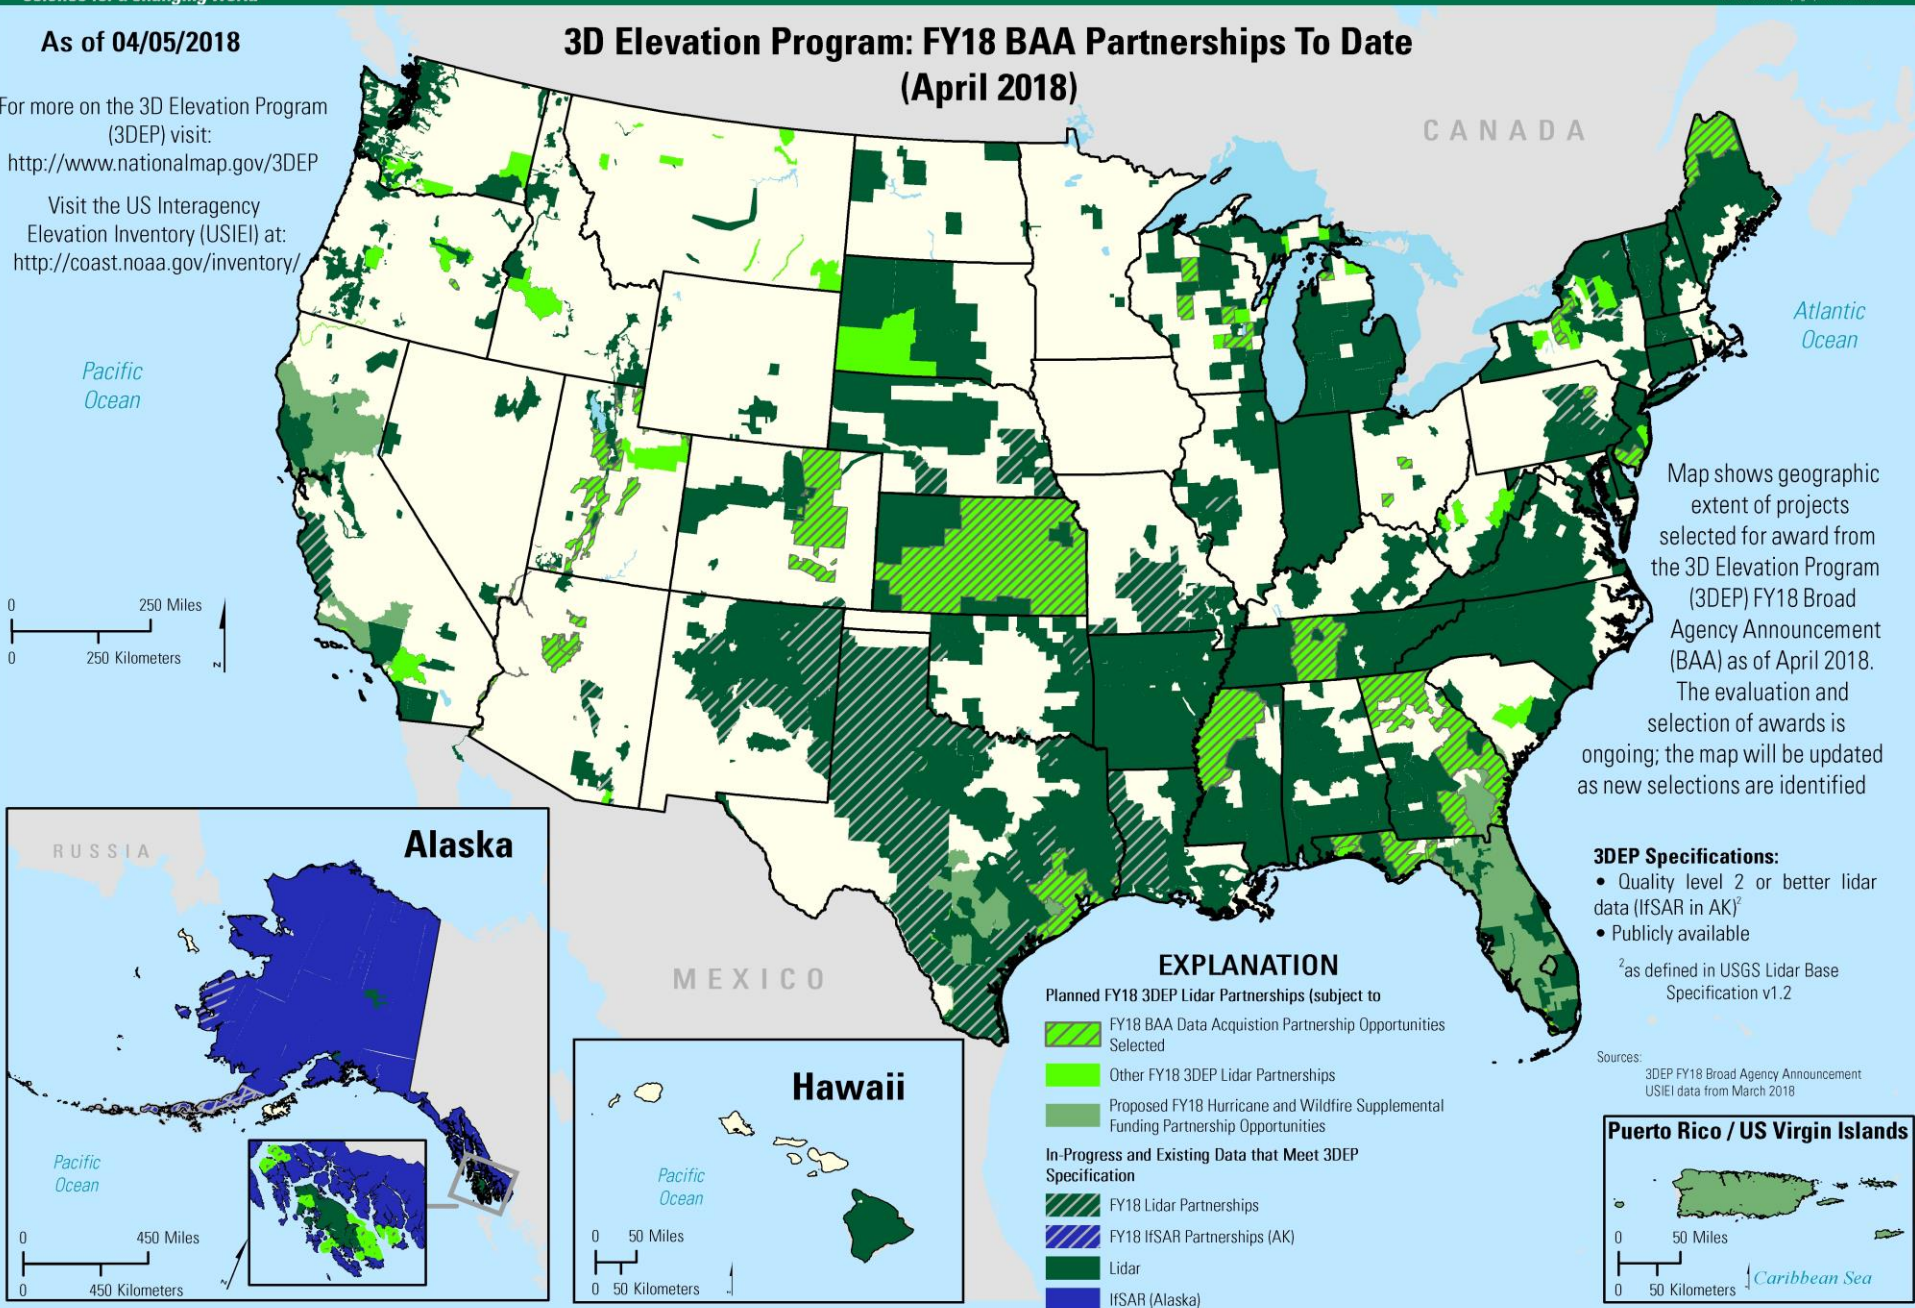 As of 04/05/2018
For more on the 3D Elevation Program
(3DEP) visit:
http://www.nationalmap.gov/3DEP
Visit the US Interagency
Elevation Inventory (USIEI) at:
http://coast.noaa.gov/inventory/
3D Elevation Program: FY18 BAA Partnerships To Date
(April 2018)
CANADA
Atlantic
Ocean
Pacific
Ocean
0 250 Miles
0 250 Kilometers
N
Map shows geographic
extent of projects
selected for award from
the 3D Elevation Program
(3DEP) FY18 Broad
Agency Announcement
(BAA) as of April 2018.
The evaluation and
selection of awards is
ongoing; the map will be updated
as new selections are identified
3DEP Specifications:
• Quality level 2 or better lidar
data (IfSAR in AK)2
• Publicly available
2as defined in USGS Lidar Base
Specification v1.2
Sources:
3DEP FY18 Broad Agency Announcement
USIEI data from March 2018
MEXICO
Alaska
RUSSIA
Pacific
Ocean
0 450 Miles
0 450 Kilometers
Hawaii
Pacific
Ocean
0 50 Miles
0 50 Kilometers
EXPLANATION
Planned FY18 3DEP Lidar Partnerships (subject to
FY18 BAA Data Acquistion Partnership Opportunities
Selected
Other FY18 3DEP Lidar Partnerships
Proposed FY18 Hurricane and Wildfire Supplemental
Funding Partnership Opportunities
In-Progress and Existing Data that Meet 3DEP
Specification
FY18 Lidar Partnerships
FY18 IfSAR Partnerships (AK)
Lidar
IfSAR (Alaska)
Puerto Rico / US Virgin Islands
0 50 Miles
0 50 Kilometers
Caribbean Sea